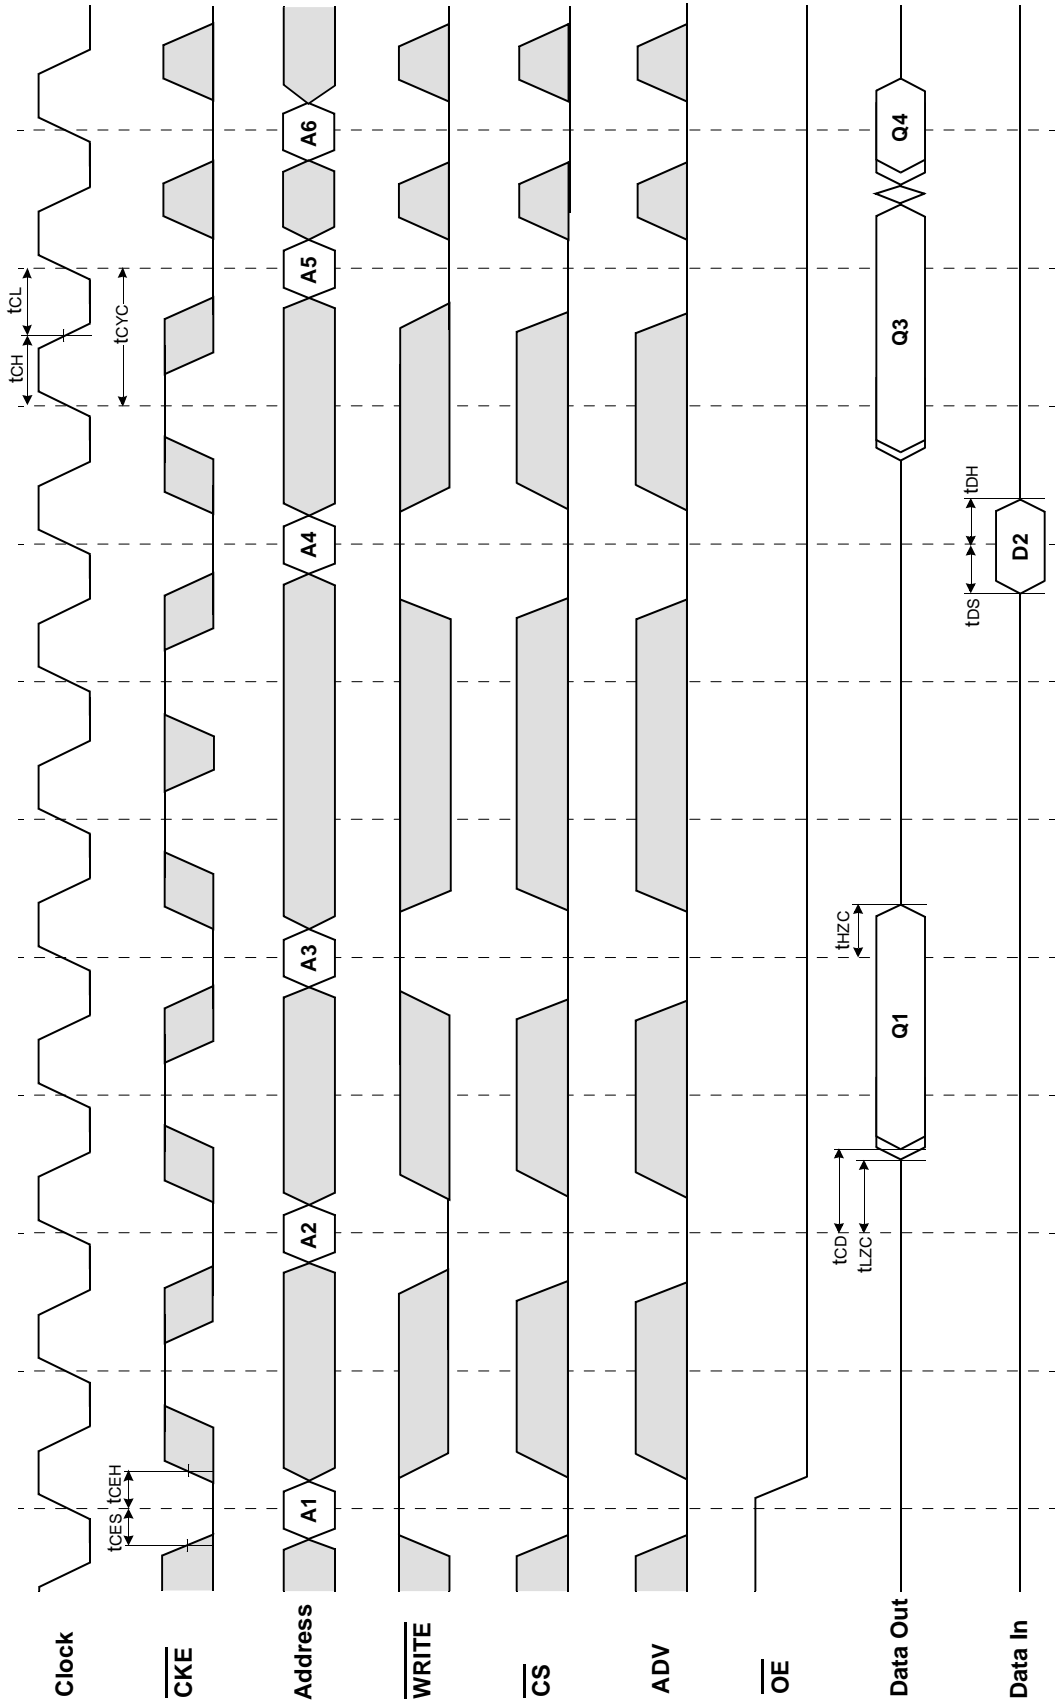 Clock
tCH
tCL
tCES
tCEH
tCYC
CKE
Address
A1
A2
A3
A4
A5
A6
WRITE
CS
ADV
OE
tCD
tLZC
tHZC
Data Out
Q1
Q3
Q4
tDS
tDH
Data In
D2